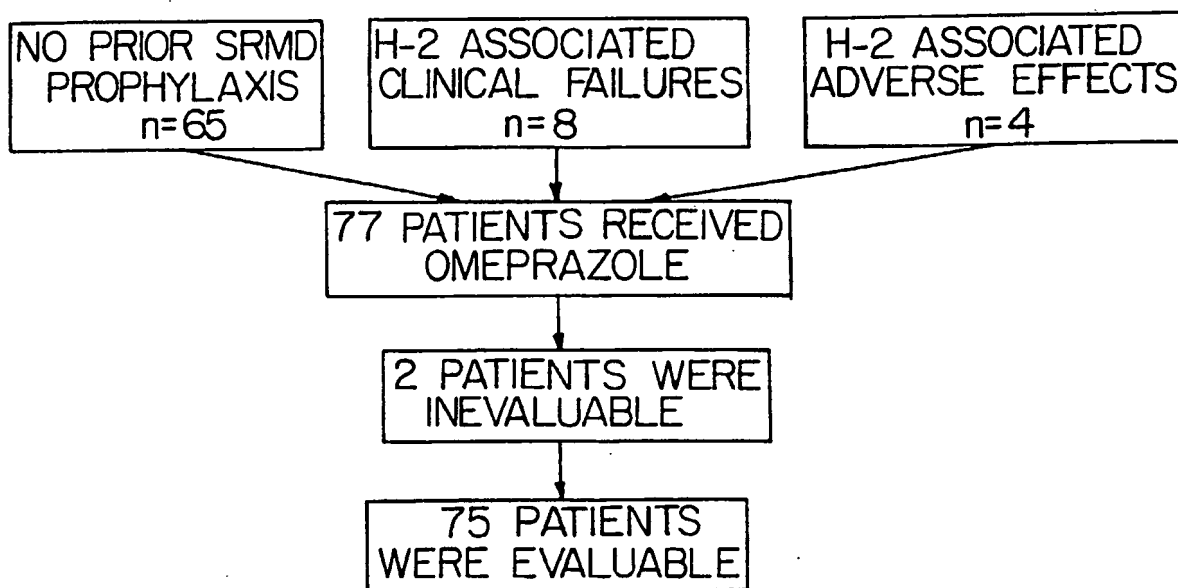 NO PRIOR SRMD
PROPHYLAXIS
n=65
H-2 ASSOCIATED
CLINICAL FAILURES
n=8
H-2 ASSOCIATED
ADVERSE EFFECTS
n=4
77 PATIENTS RECEIVED
OMEPRAZOLE
2 PATIENTS WERE
INEVALUABLE
75 PATIENTS
WERE EVALUABLE